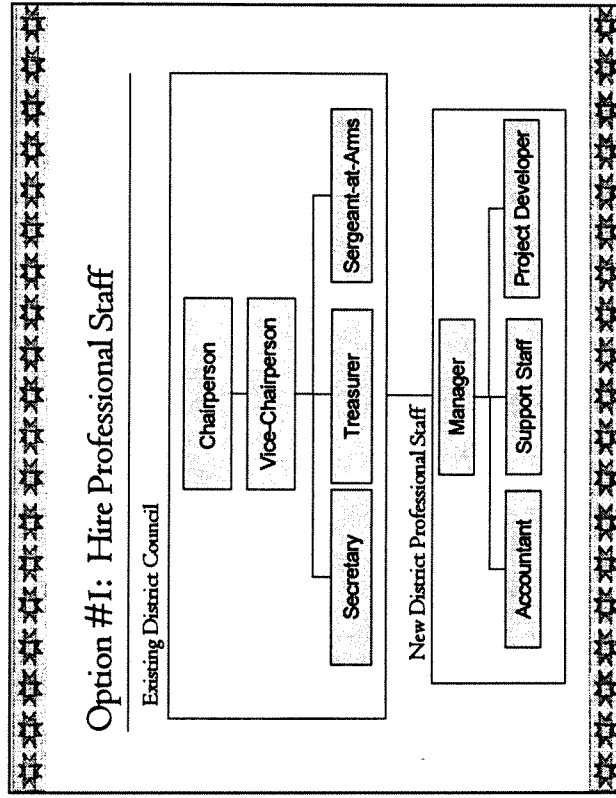 Option #1: Hire Professional Staff
Existing District Council
Chairperson
Vice-Chairperson
Secretary Treasurer Sergeant-at-Arms
New District Professional Staff
Manager
Accountant Support Staff Project Developer